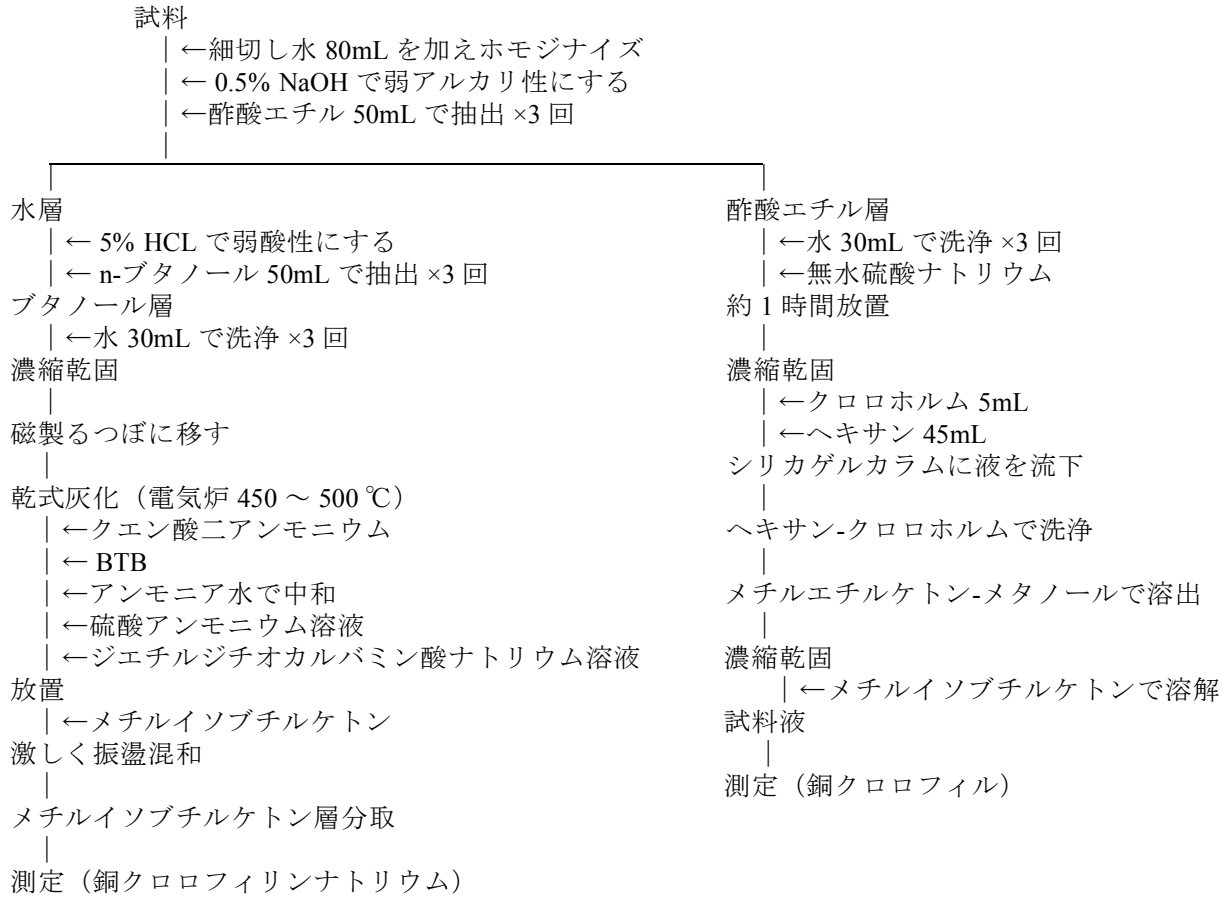 試料
←細切し水 80mL を加えホモジナイズ
← 0.5% NaOH で弱アルカリ性にする
←酢酸エチル 50mL で抽出 ×3 回
水層
← 5% HCL で弱酸性にする
← n-ブタノール 50mL で抽出 ×3 回
ブタノール層
←水 30mL で洗浄 ×3 回
濃縮乾固
磁製るつぼに移す
乾式灰化（電気炉 450 ～ 500 ℃）
←クエン酸二アンモニウム
← BTB
←アンモニア水で中和
←硫酸アンモニウム溶液
←ジエチルジチオカルバミン酸ナトリウム溶液
放置
←メチルイソブチルケトン
激しく振盪混和
メチルイソブチルケトン層分取
測定（銅クロロフィリンナトリウム）
酢酸エチル層
←水 30mL で洗浄 ×3 回
←無水硫酸ナトリウム
約 1 時間放置
濃縮乾固
←クロロホルム 5mL
←ヘキサン 45mL
シリカゲルカラムに液を流下
ヘキサン-クロロホルムで洗浄
メチルエチルケトン-メタノールで溶出
濃縮乾固
←メチルイソブチルケトンで溶解
試料液
測定（銅クロロフィル）